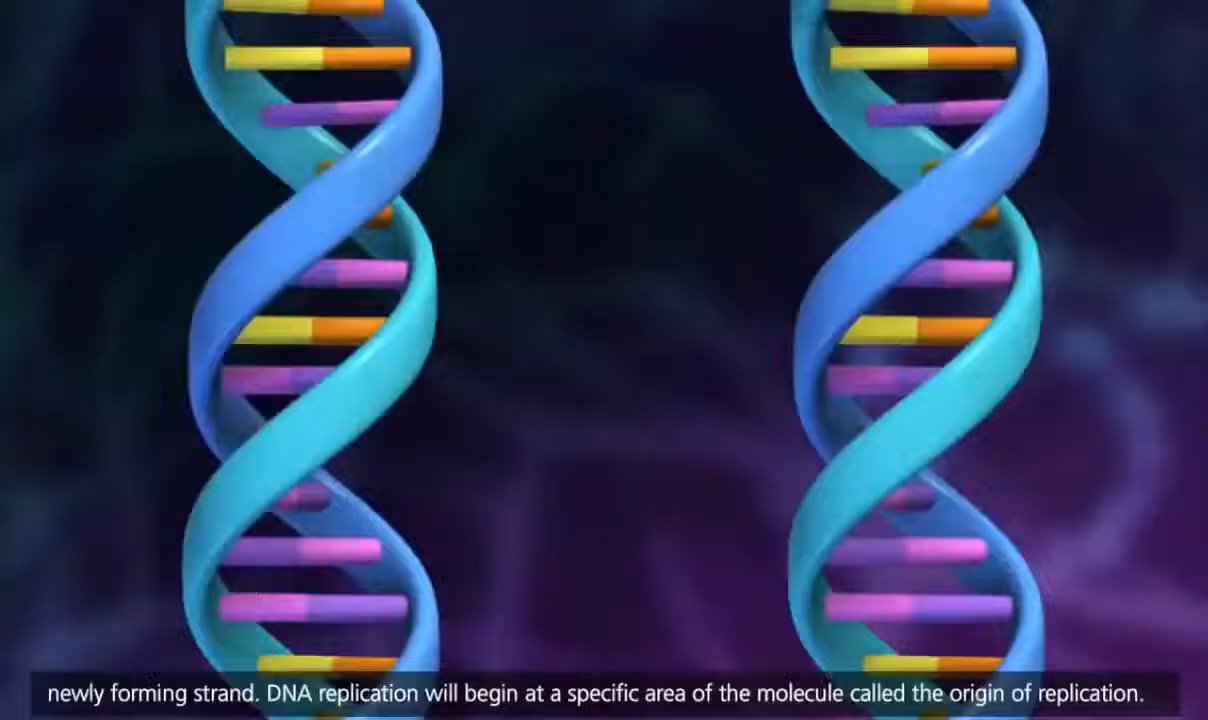 newly forming strand. DNA replication will begin at a specific area of the molecule called the origin of replication.